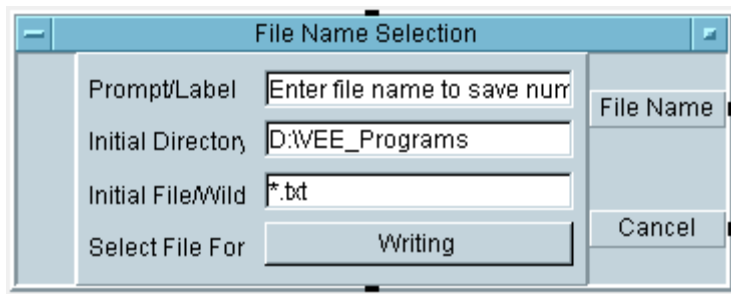 File Name Selection
Prompt/Label Enter file name to save num
File Name
Initial Directory D:\VEE_Programs
Initial File/Wild *.txt
Cancel
Select File For Writing